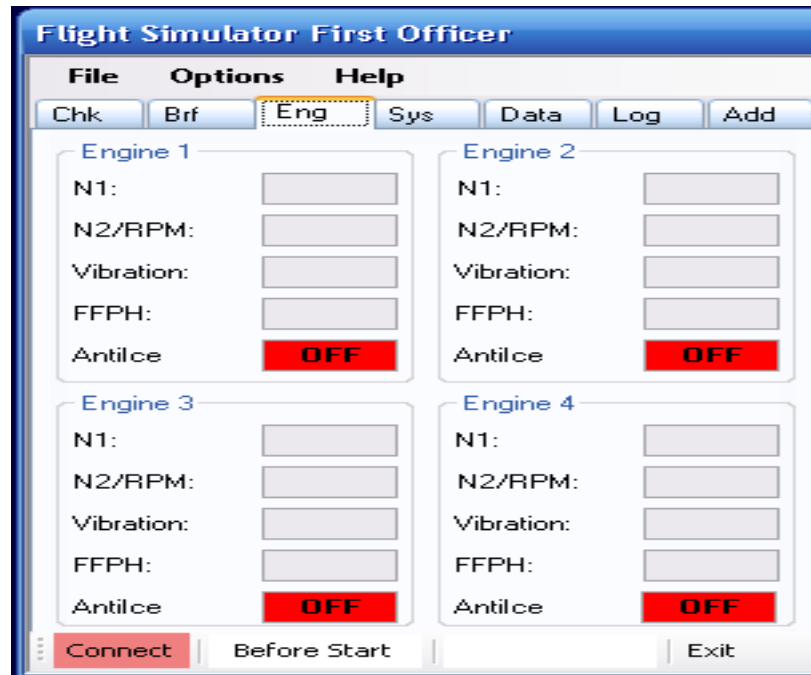 Flight Simulator First Officer
File Options Help
Chk Brf Eng Sys Data Log Add
Engine 1 Engine 2
N1: N1:
N2/RPM: N2/RPM:
Vibration: Vibration:
FFPH: FFPH:
AntiIce OFF AntiIce OFF
Engine 3 Engine 4
N1: N1:
N2/RPM: N2/RPM:
Vibration: Vibration:
FFPH: FFPH:
AntiIce OFF AntiIce OFF
Connect Before Start Exit